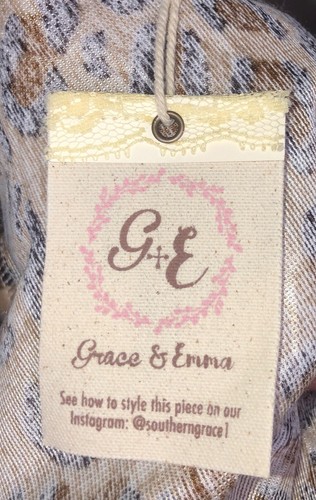 G+E
Grace & Emma
See how to style this piece on our
Instagram: @southerngrace1